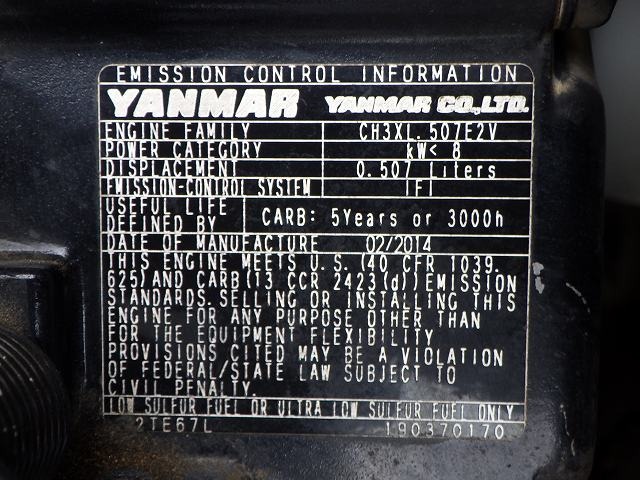 EMISSION CONTROL INFORMATION
YANMAR YANMAR CO.,LTD.
ENGINE FAMILY CH3XL.507E2V
POWER CATEGORY kW< 8
DISPLACEMENT 0.507 Liters
EMISSION-CONTROL SYSTEM IFI
USEFUL LIFE
DEFINED BY CARB: 5Years or 3000h
DATE OF MANUFACTURE 02/2014
THIS ENGINE MEETS U.S.(40 CFR 1039.
625)AND CARB(13 CCR 2423(d))EMISSION
STANDARDS.SELLING OR INSTALLING THIS
ENGINE FOR ANY PURPOSE OTHER THAN
FOR THE EQUIPMENT FLEXIBILITY
PROVISIONS CITED MAY BE A VIOLATION
OF FEDERAL/STATE LAW SUBJECT TO
CIVIL PENALTY.
LOW SULFUR FUEL OR ULTRA LOW SULFUR FUEL ONLY
2TE67L 190370170